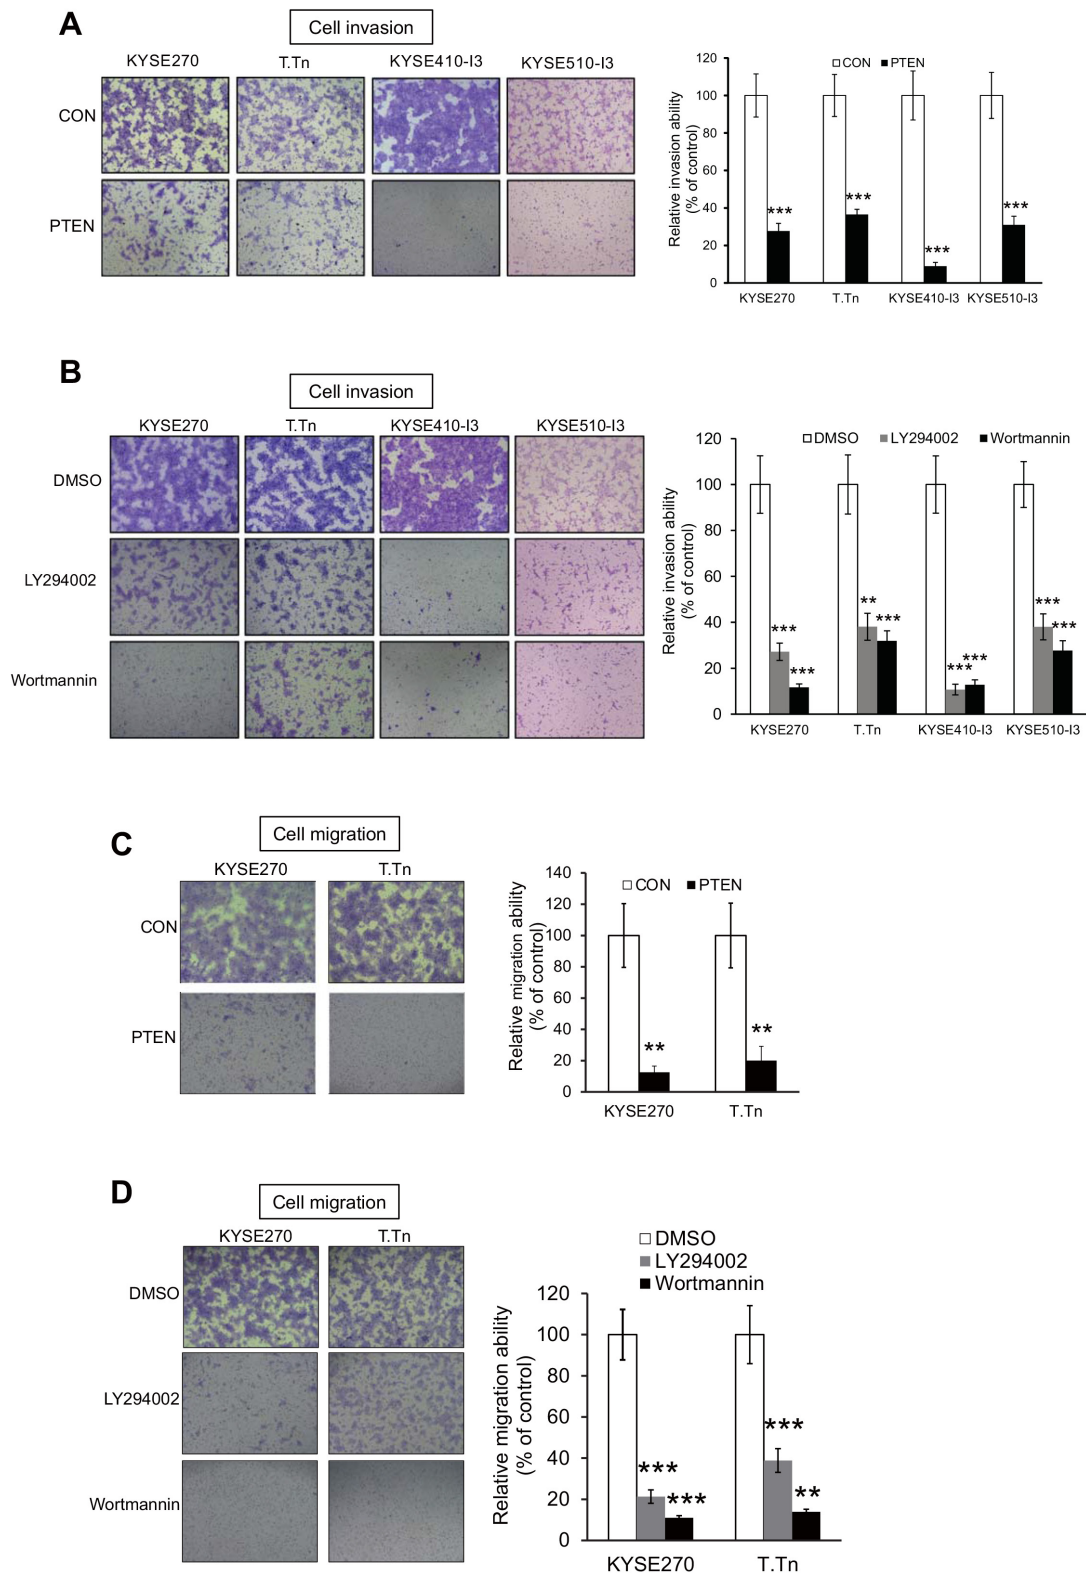 A
Cell invasion
KYSE270 T.Tn KYSE410-I3 KYSE510-I3
CON
PTEN
CON PTEN
Relative invasion ability
(% of control)
120
100
80
60
40
20
0
***
***
***
***
KYSE270 T.Tn KYSE410-I3 KYSE510-I3
B
Cell invasion
KYSE270 T.Tn KYSE410-I3 KYSE510-I3
DMSO
LY294002
Wortmannin
DMSO LY294002 Wortmannin
Relative invasion ability
(% of control)
120
100
80
60
40
20
0
***
***
**
***
***
***
***
***
KYSE270 T.Tn KYSE410-I3 KYSE510-I3
C
Cell migration
KYSE270 T.Tn
CON
PTEN
CON PTEN
Relative migration ability
(% of control)
140
120
100
80
60
40
20
0
**
**
KYSE270 T.Tn
D
Cell migration
KYSE270 T.Tn
DMSO
LY294002
Wortmannin
DMSO
LY294002
Wortmannin
Relative migration ability
(% of control)
120
100
80
60
40
20
0
***
***
***
**
KYSE270 T.Tn